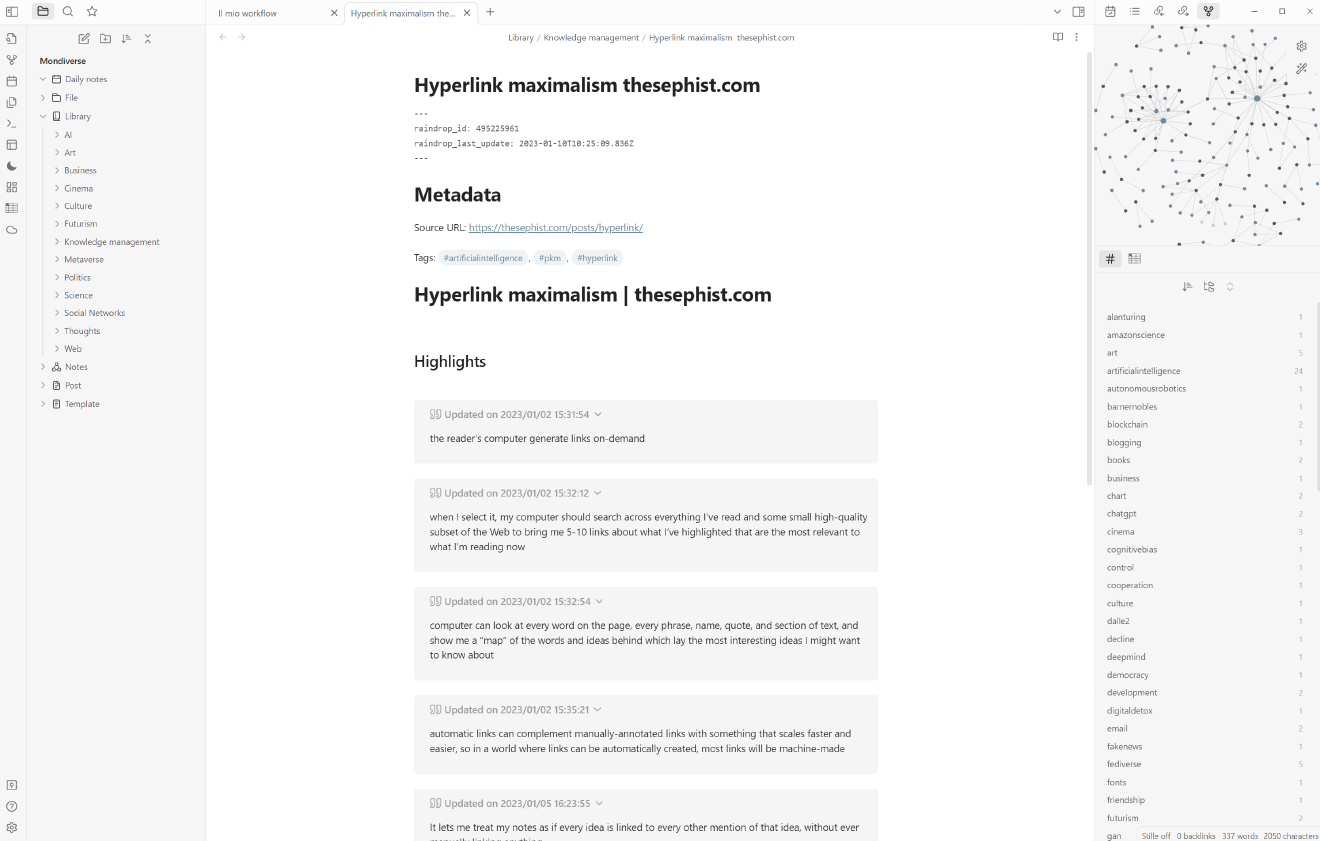 Il mio workflow
Hyperlink maximalism the...
Library / Knowledge management / Hyperlink maximalism thesephist.com
Mondiverse
Daily notes
File
Library
AI
Art
Business
Cinema
Culture
Futurism
Knowledge management
Metaverse
Politics
Science
Social Networks
Thoughts
Web
Notes
Post
Template
Hyperlink maximalism thesephist.com
---
raindrop_id: 495225961
raindrop_last_update: 2023-01-10T10:25:09.836Z
---
Metadata
Source URL: https://thesephist.com/posts/hyperlink/
Tags: #artificialintelligence , #pkm , #hyperlink
Hyperlink maximalism | thesephist.com
Highlights
Updated on 2023/01/02 15:31:54
the reader's computer generate links on-demand
Updated on 2023/01/02 15:32:12
when I select it, my computer should search across everything I've read and some small high-quality
subset of the Web to bring me 5-10 links about what I've highlighted that are the most relevant to
what I'm reading now
Updated on 2023/01/02 15:32:54
computer can look at every word on the page, every phrase, name, quote, and section of text, and
show me a “map” of the words and ideas behind which lay the most interesting ideas I might want
to know about
Updated on 2023/01/02 15:35:21
automatic links can complement manually-annotated links with something that scales faster and
easier, so in a world where links can be automatically created, most links will be machine-made
Updated on 2023/01/05 16:23:55
It lets me treat my notes as if every idea is linked to every other mention of that idea, without ever
manually linking anything
#
alanturing 1
amazonscience 1
art 5
artificialintelligence 24
autonomousrobotics 1
barnernobles 1
blockchain 2
blogging 1
books 2
business 1
chart 2
chatgpt 2
cinema 3
cognitivebias 1
control 1
cooperation 1
culture 1
dalle2 1
decline 1
deepmind 1
democracy 1
development 2
digitaldetox 1
email 2
fakenews 1
fediverse 5
fonts 1
friendship 1
futurism 2
gan
Stille off 0 backlinks 337 words 2050 characters